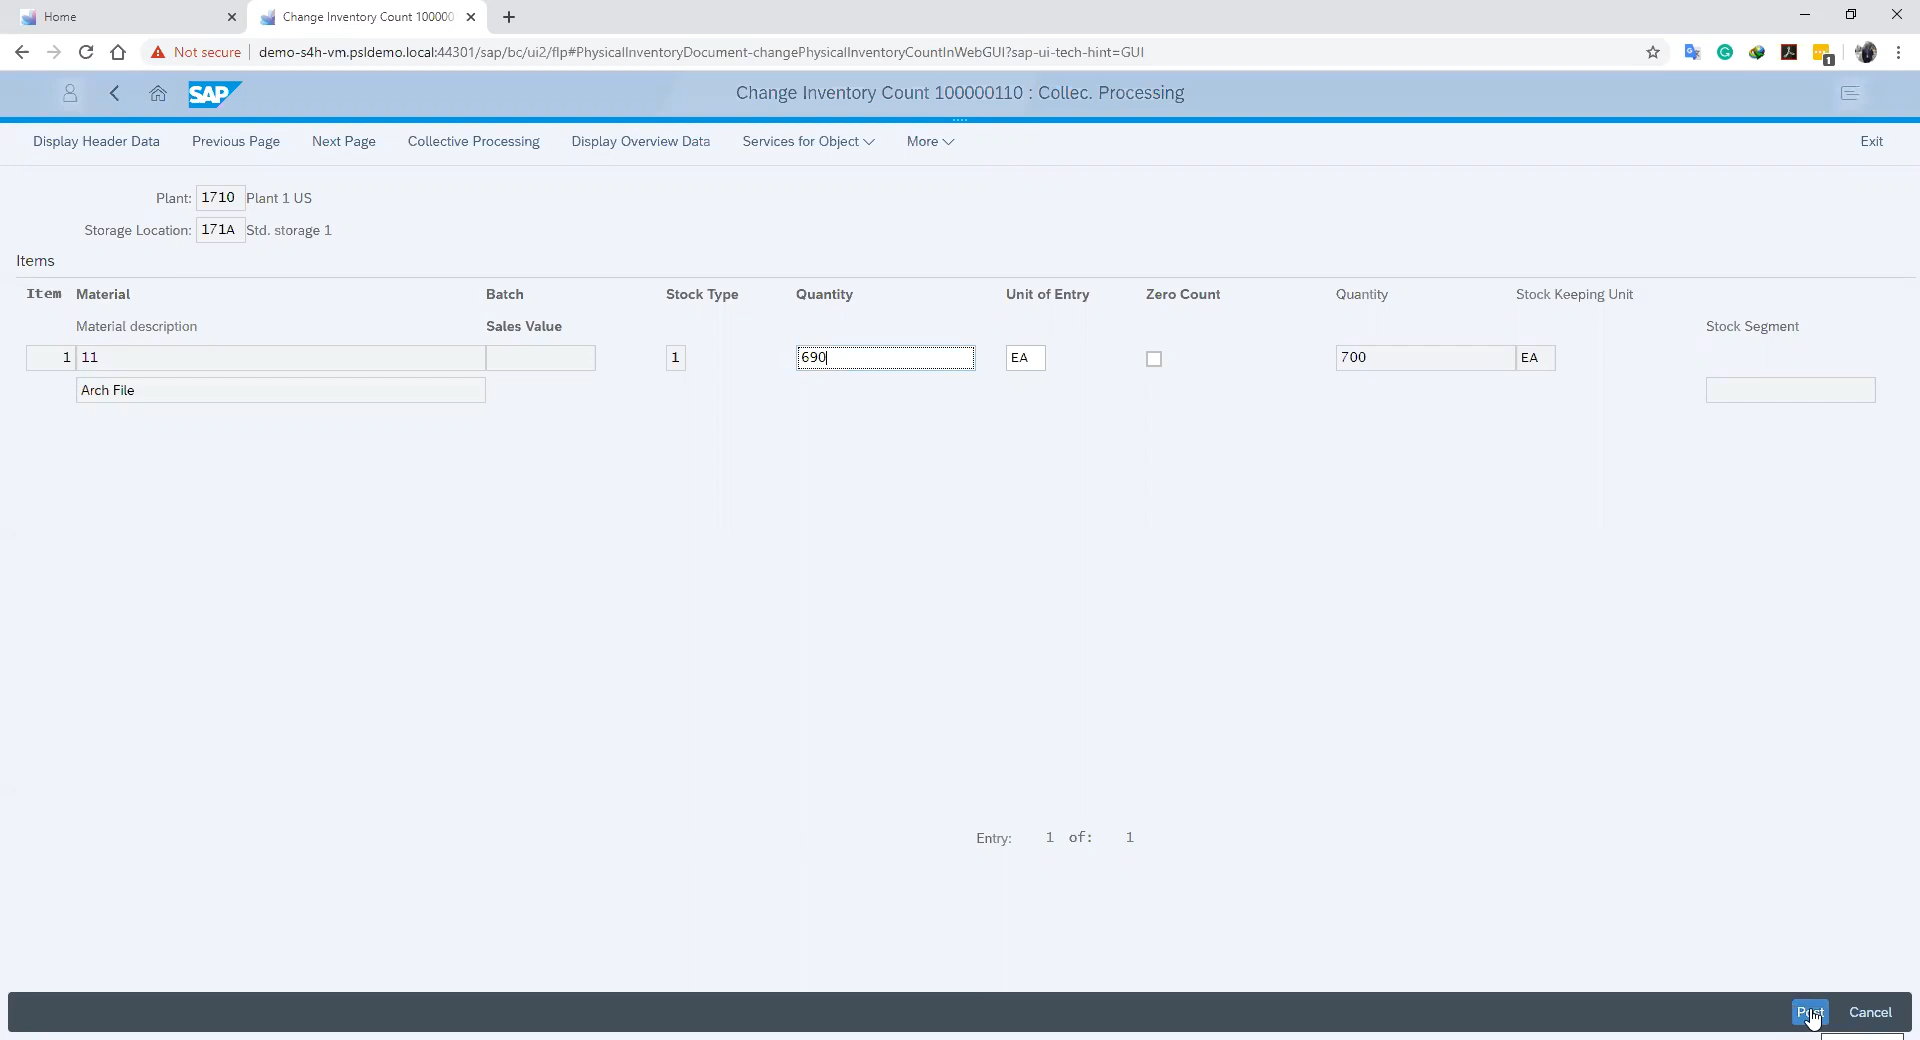 Home
Change Inventory Count 100000
Not secure
demo-s4h-vm.psldemo.local:44301/sap/bc/ui2/flp#PhysicalInventoryDocument-changePhysicalInventoryCountInWebGUI?sap-ui-tech-hint=GUI
1
SAP
Change Inventory Count 100000110 : Collec. Processing
Display Header Data Previous Page Next Page Collective Processing Display Overview Data Services for Object More Exit
Plant: 1710 Plant 1 US
Storage Location: 171A Std. storage 1
Items
Item Material Batch Stock Type Quantity Unit of Entry Zero Count Quantity Stock Keeping Unit
Material description Sales Value Stock Segment
1 11 1 690 EA 700 EA
Arch File
Entry: 1 of: 1
Post Cancel